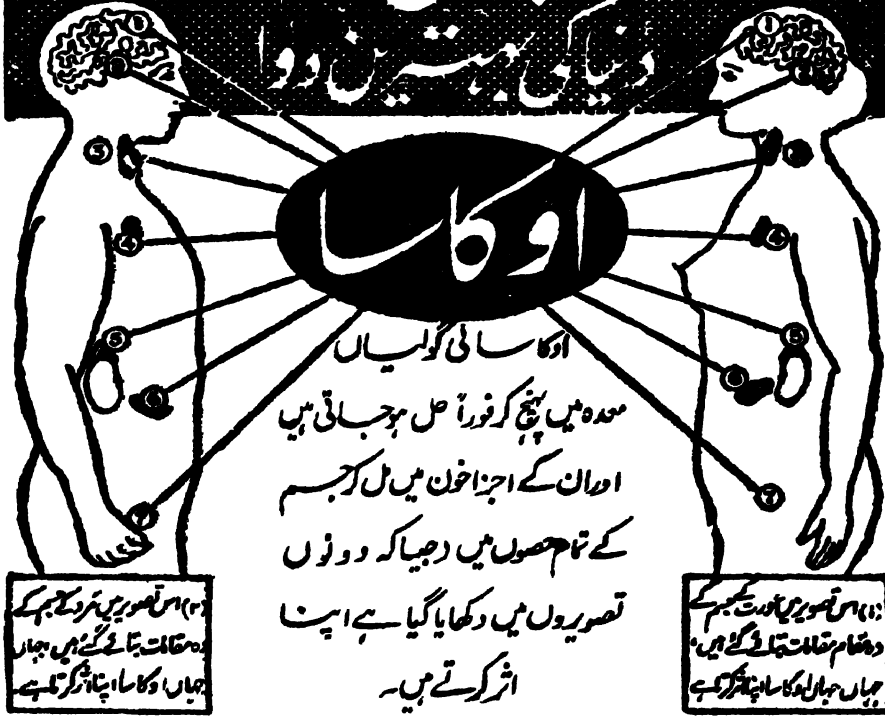 دنیا کی بہترین دوا
اوکاسا
اوکاسا کی گولیاں
معدہ میں پہنچ کر فوراً حل ہوجاتی ہیں
اور ان کے اجزا خون میں مل کر جسم
کے تمام حصوں میں (جیسا کہ دونوں
تصویروں میں دکھایا گیا ہے اپنا
اثر کرتے ہیں۔
(۱) اس تصویر میں عورت کے جسم کے
وہ تمام مقامات بتائے گئے ہیں،
جہاں جہاں اوکاسا اپنا اثر کرتا ہے
(۲) اس تصویر میں مرد کے جسم کے
وہ مقامات بتائے گئے ہیں جہاں
جہاں اوکاسا اپنا اثر کرتا ہے۔